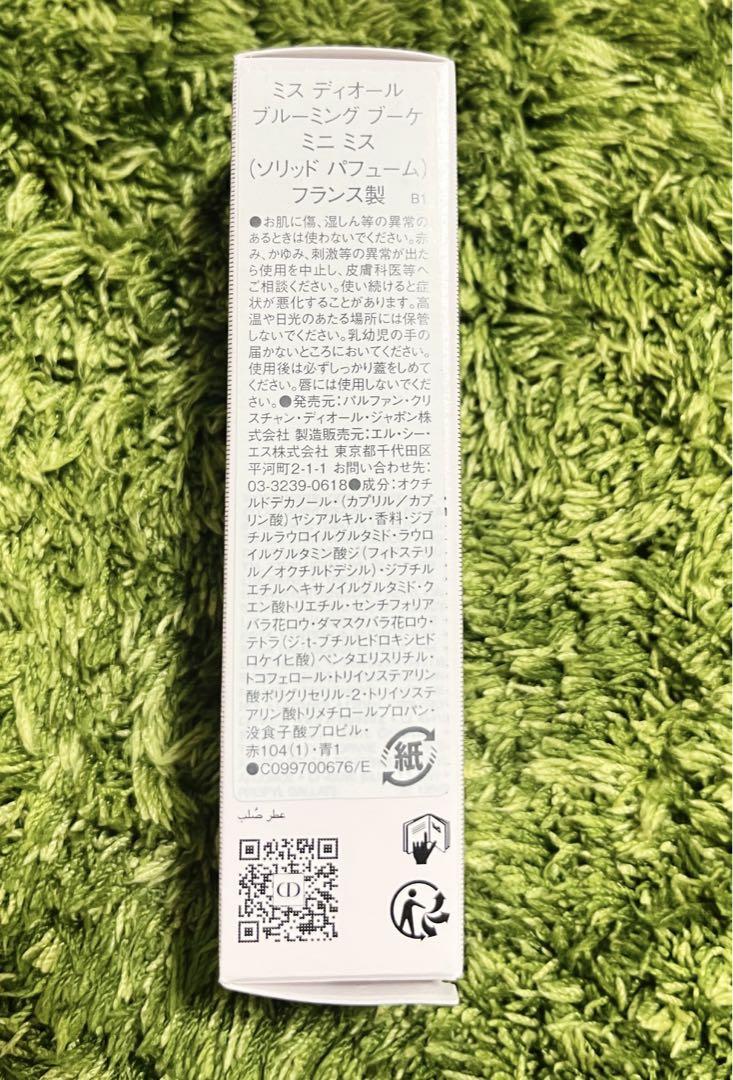 ミス ディオール
ブルーミング ブーケ
ミニ ミス
(ソリッド パフューム)
フランス製 B1
●お肌に傷、湿しん等の異常の
あるときは使わないでください。赤
み、かゆみ、刺激等の異常が出た
ら使用を中止し、皮膚科医等へ
ご相談ください。使い続けると症
状が悪化することがあります。高
温や日光のあたる場所には保管
しないでください。乳幼児の手の
届かないところにおいてください。
使用後は必ずしっかり蓋をしめて
ください。唇には使用しないでくだ
さい。●発売元:パルファン・クリ
スチャン・ディオール・ジャポン株
式会社 製造販売元:エル・シー・
エス株式会社 東京都千代田区
平河町2-1-1 お問い合わせ先:
03-3239-0618●成分:オクチ
ルドデカノール・(カプリル/カプ
リン酸)ヤシアルキル・香料・ジブ
チルラウロイルグルタミド・ラウロ
イルグルタミン酸ジ(フィトステリ
ル/オクチルドデシル)・ジブチル
エチルヘキサノイルグルタミド・ク
エン酸トリエチル・センチフォリア
バラ花ロウ・ダマスクバラ花ロウ・
テトラ(ジ-t-ブチルヒドロキシヒド
ロケイヒ酸)ペンタエリスリチル・
トコフェロール・トリイソステアリン
酸ポリグリセリル-2・トリイソステ
アリン酸トリメチロールプロパン・
没食子酸プロピル・
赤104(1)・青1
●C099700676/E
紙
عطر صُلب
CD